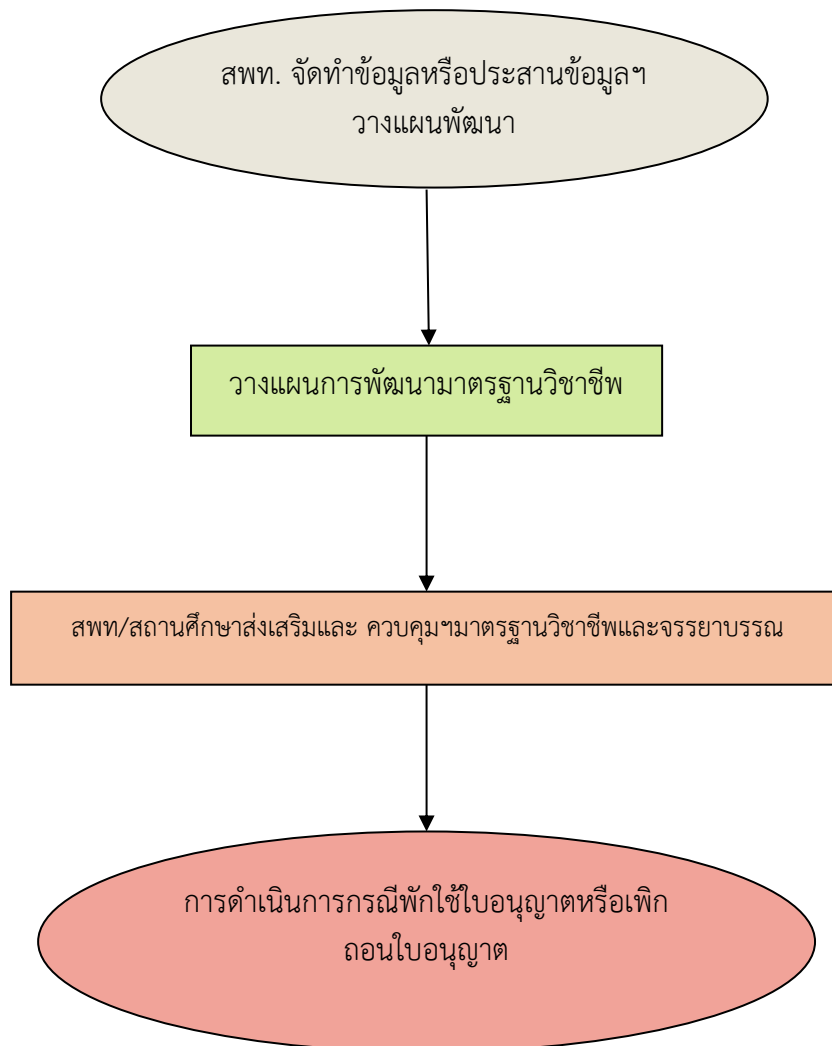 สพท. จัดทำข้อมูลหรือประสานข้อมูลฯ
วางแผนพัฒนา
วางแผนการพัฒนามาตรฐานวิชาชีพ
สพท/สถานศึกษาส่งเสริมและ ควบคุมฯมาตรฐานวิชาชีพและจรรยาบรรณ
การดำเนินการกรณีพักใช้ใบอนุญาตหรือเพิก
ถอนใบอนุญาต